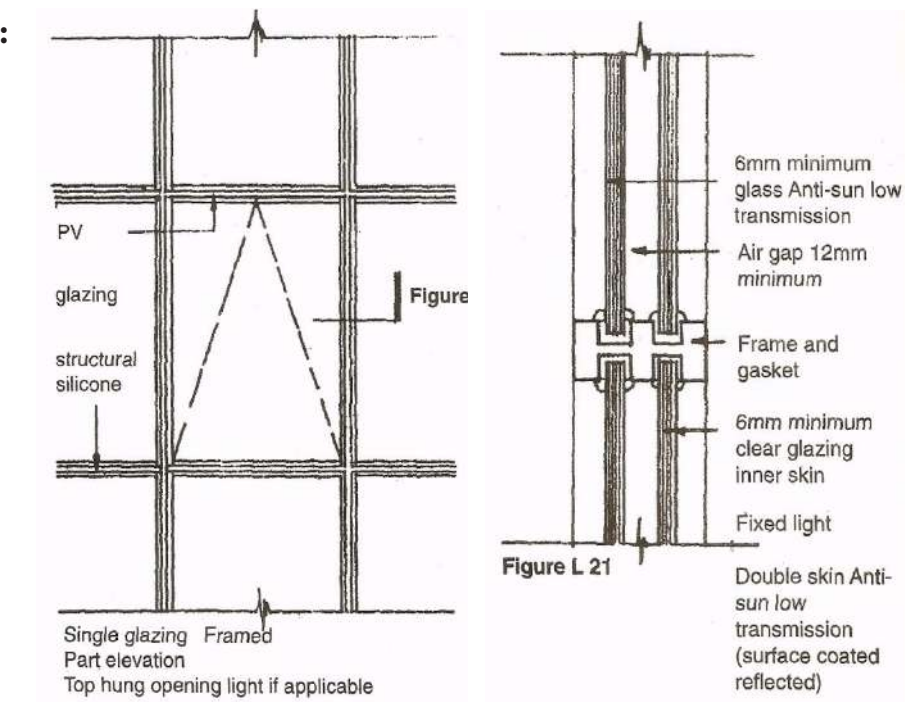 :
PV
glazing
structural
silicone
Figure
Single glazing Framed
Part elevation
Top hung opening light if applicable
6mm minimum
glass Anti-sun low
transmission
Air gap 12mm
minimum
Frame and
gasket
6mm minimum
clear glazing
inner skin
Fixed light
Figure L 21
Double skin Anti-
sun low
transmission
(surface coated
reflected)